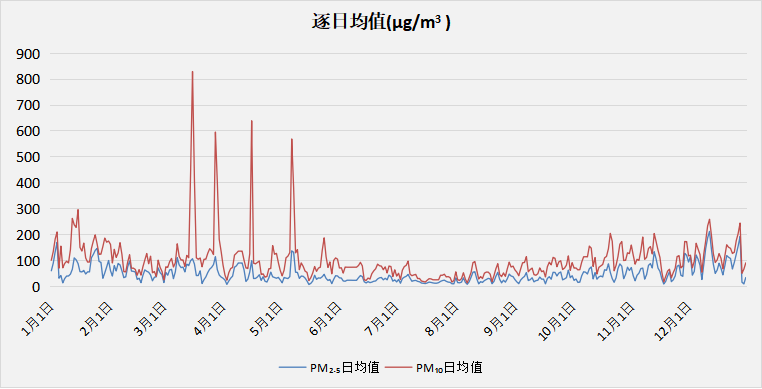 逐日均值(μg/m³ )
900
800
700
600
500
400
300
200
100
0
1月1日
2月1日
3月1日
4月1日
5月1日
6月1日
7月1日
8月1日
9月1日
10月1日
11月1日
12月1日
PM₂.₅日均值 PM₁₀日均值